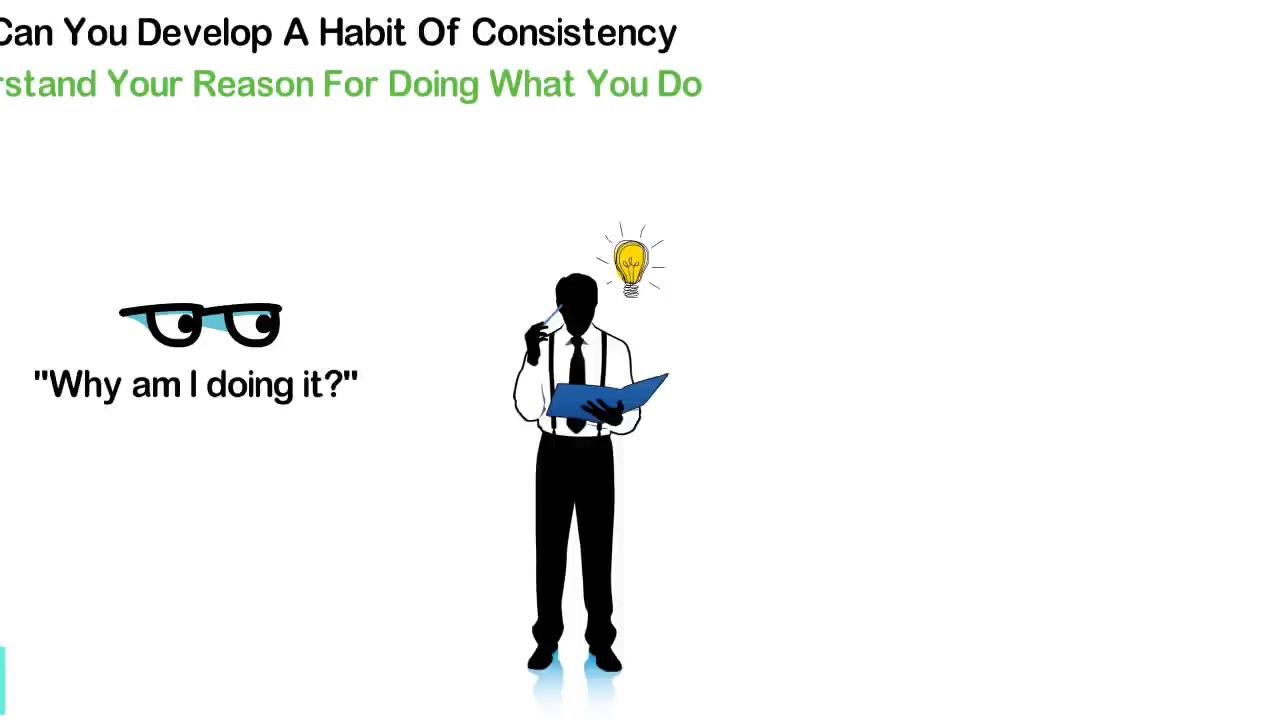 Can You Develop A Habit Of Consistency
rstand Your Reason For Doing What You Do
"Why am I doing it?"